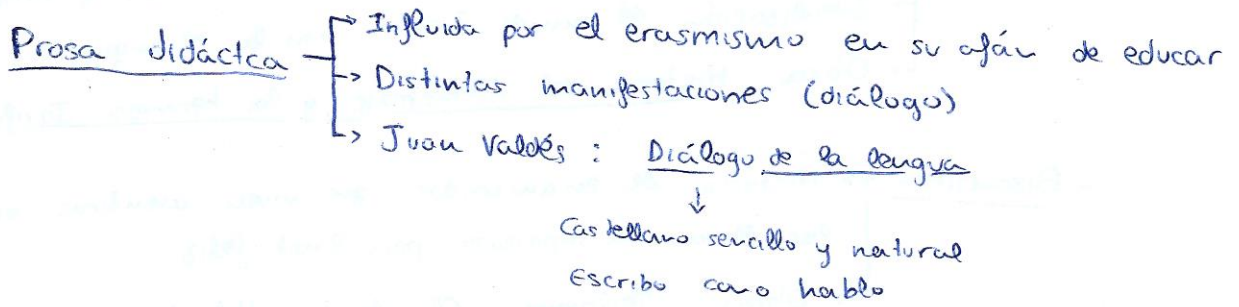 Influida por el erasmismo en su afán de educar
Prosa didáctca
Distintas manifestaciones (diálogo)
Juan Valdés : Diálogo de la lengua
Castellano sencillo y natural
Escribo como hablo